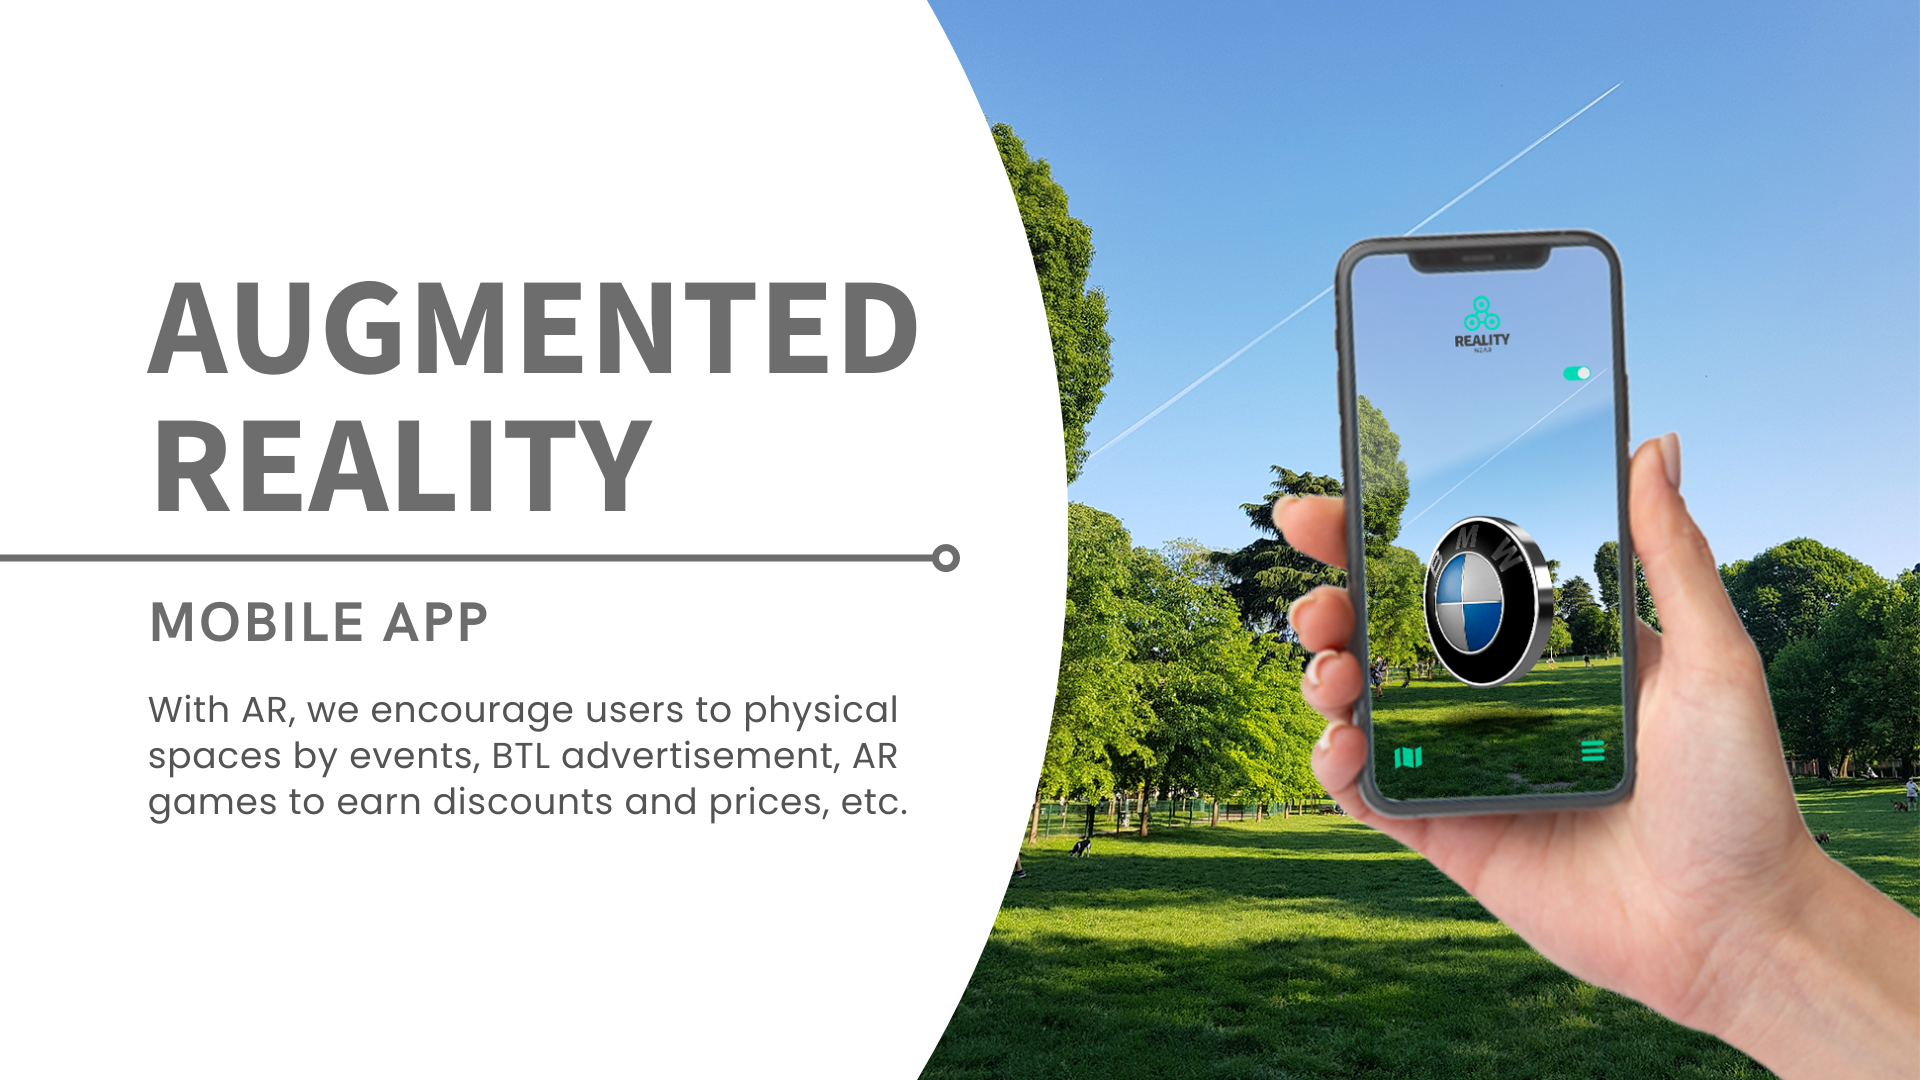 AUGMENTED
REALITY
MOBILE APP
With AR, we encourage users to physical
spaces by events, BTL advertisement, AR
games to earn discounts and prices, etc.
REALITY
NEAR
BMW